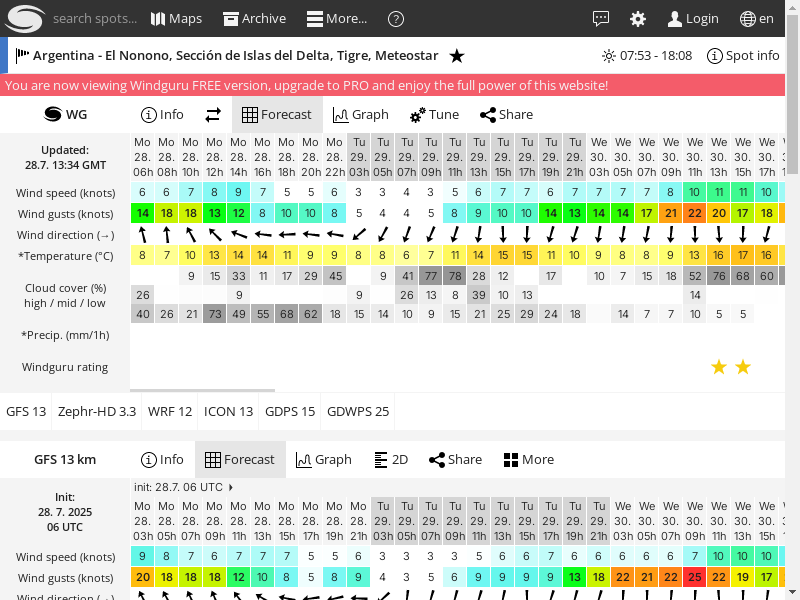 search spots...
Maps
Archive
More...
?
Login
en
Argentina - El Nonono, Sección de Islas del Delta, Tigre, Meteostar
07:53 - 18:08
Spot info
You are now viewing Windguru FREE version, upgrade to PRO and enjoy the full power of this website!
WG
Info
Forecast
Graph
Tune
Share
Updated:
28.7. 13:34 GMT
Mo Mo Mo Mo Mo Mo Mo Mo Mo Tu Tu Tu Tu Tu Tu Tu Tu Tu Tu We We We We We We We We
28. 28. 28. 28. 28. 28. 28. 28. 28. 29. 29. 29. 29. 29. 29. 29. 29. 29. 29. 30. 30. 30. 30. 30. 30. 30. 30.
06h 08h 10h 12h 14h 16h 18h 20h 22h 03h 05h 07h 09h 11h 13h 15h 17h 19h 21h 03h 05h 07h 09h 11h 13h 15h 17h
Wind speed (knots) 6 6 7 8 9 7 5 5 6 3 3 4 3 5 6 7 7 6 7 7 7 7 8 10 11 11 10
Wind gusts (knots) 14 18 18 13 12 8 10 10 8 5 4 4 5 8 9 10 10 14 13 14 14 17 21 22 20 17 18
Wind direction (→)
*Temperature (°C) 8 7 10 13 14 14 11 9 9 8 8 6 7 11 14 15 15 11 10 9 8 8 9 13 16 17 16
Cloud cover (%)
high / mid / low
9 15 33 11 17 29 45 9 41 77 78 28 12 17 10 7 15 18 52 76 68 60
26 9 9 26 13 8 39 10 13 14
40 26 21 73 49 55 68 62 18 15 14 10 9 15 21 25 29 24 18 14 7 7 10 5 5
*Precip. (mm/1h)
Windguru rating
GFS 13
Zephr-HD 3.3
WRF 12
ICON 13
GDPS 15
GDWPS 25
GFS 13 km
Info
Forecast
Graph
2D
Share
More
init: 28.7. 06 UTC
Init:
28. 7. 2025
06 UTC
Mo Mo Mo Mo Mo Mo Mo Mo Mo Mo Tu Tu Tu Tu Tu Tu Tu Tu Tu Tu We We We We We We We
28. 28. 28. 28. 28. 28. 28. 28. 28. 28. 29. 29. 29. 29. 29. 29. 29. 29. 29. 29. 30. 30. 30. 30. 30. 30. 30.
03h 05h 07h 09h 11h 13h 15h 17h 19h 21h 03h 05h 07h 09h 11h 13h 15h 17h 19h 21h 03h 05h 07h 09h 11h 13h 15h
Wind speed (knots) 9 8 7 6 7 7 7 5 5 6 3 3 3 3 5 6 6 7 6 6 6 6 6 7 10 10 10
Wind gusts (knots) 20 18 18 18 12 10 8 5 8 9 4 3 5 6 9 9 9 9 13 18 22 21 22 25 22 19 17
Wind direction (→)